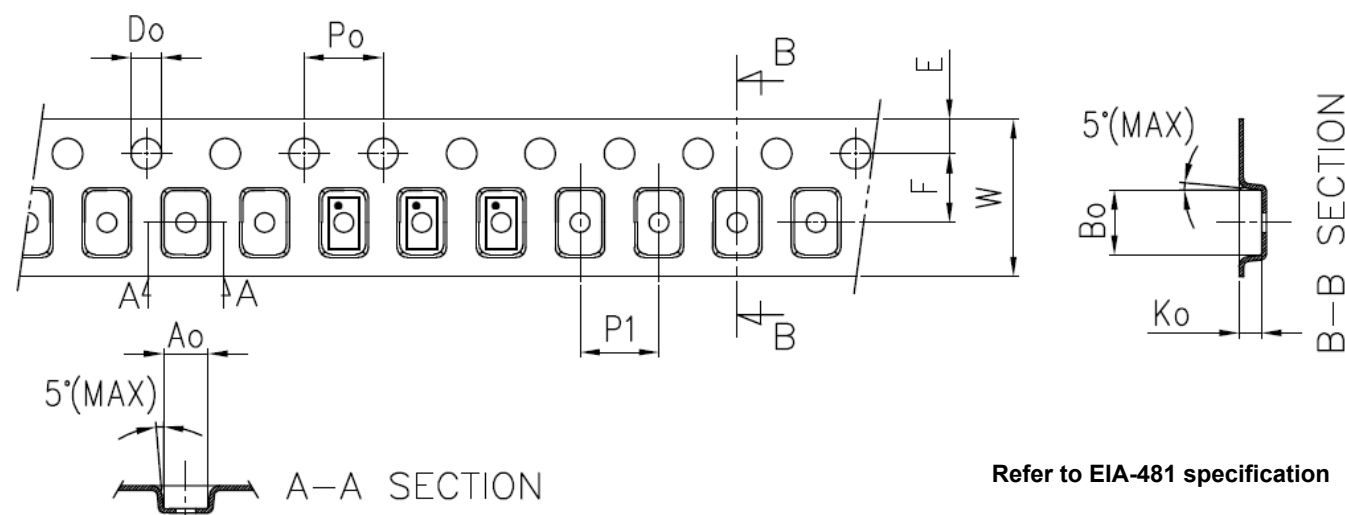 Do
Po
B
E
5°(MAX)
F
W
Bo
B-B SECTION
A
A
Ao
P1
B
Ko
5°(MAX)
A-A SECTION
Refer to EIA-481 specification